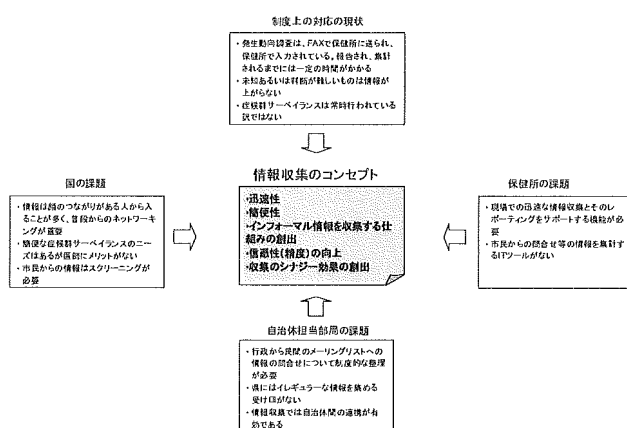 制度上の対応の現状
・発生動向調査は、FAXで保健所に送られ、
保健所で入力されている。報告され、集計
されるまでには一定の時間がかかる
・未知あるいは判断が難しいものは情報が
上がらない
・症候群サーベイランスは常時行われている
訳ではない
国の課題
・情報は顔のつながりがある人から入
ることが多く、普段からのネットワーキ
ングが重要
・簡便な症候群サーベイランスのニー
ズはあるが医師にメリットがない
・市民からの情報はスクリーニングが
必要
情報収集のコンセプト
・迅速性
・簡便性
・インフォーマル情報を収集する仕
組みの創出
・信憑性(精度)の向上
・収集のシナジー効果の創出
保健所の課題
・現場での迅速な情報収集とそのレ
ポーティングをサポートする機能が必
要
・市民からの問合せ等の情報を集計す
るITツールがない
自治体担当部局の課題
・行政から民間のメーリングリストへの
情報の問合せについて制度的な整理
が必要
・県にはイレギュラーな情報を集める
受け皿がない
・情報収集では自治体間の連携が有
効である